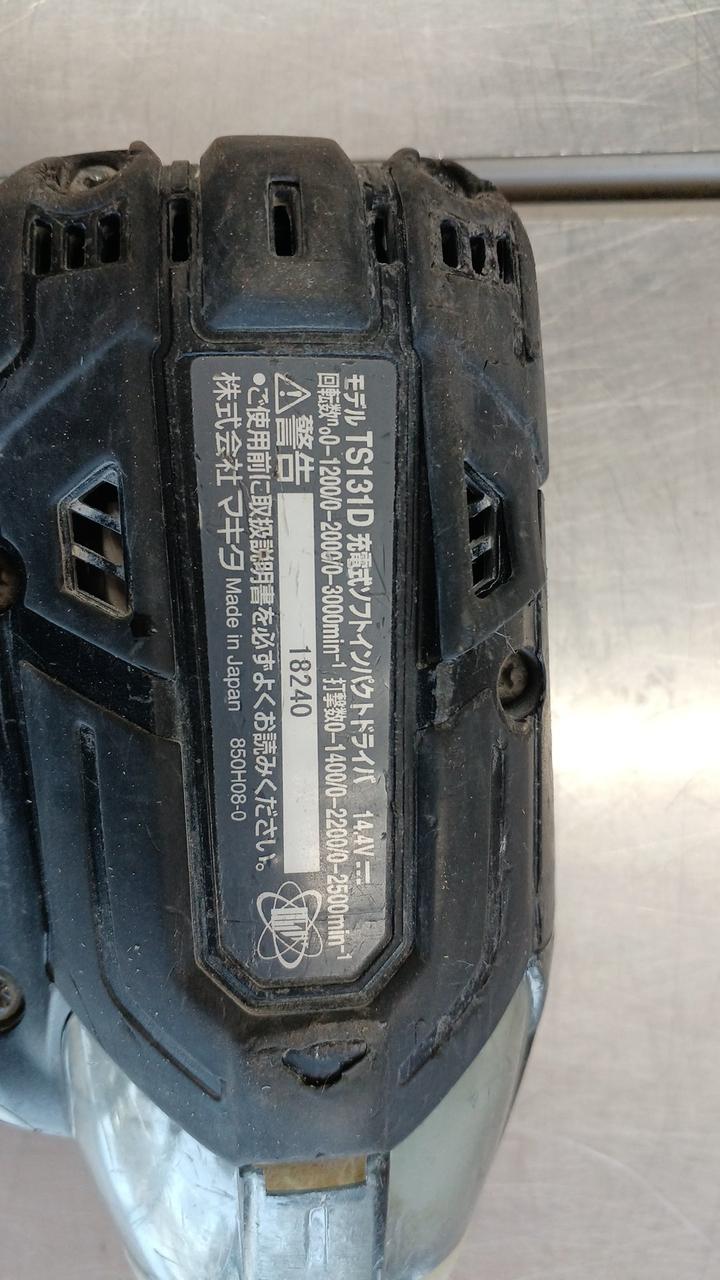 モデル TS131D 充電式ソフトインパクトドライバ 14.4V
回転数n₀0-1200/0-2000/0-3000min⁻¹ 打撃数0-1400/0-2200/0-2500min⁻¹
警告
18240
●ご使用前に取扱説明書を必ずよくお読みください。
株式会社 マキタ Made in Japan 850H08-0